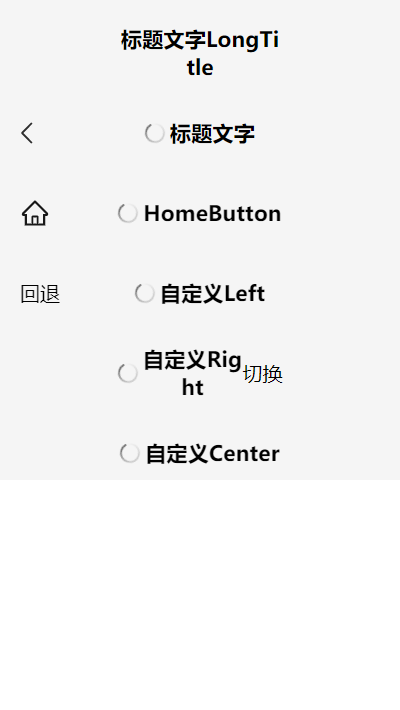 标题文字LongTi
tle
标题文字
HomeButton
回退 自定义Left
自定义Rig
ht
切换
自定义Center